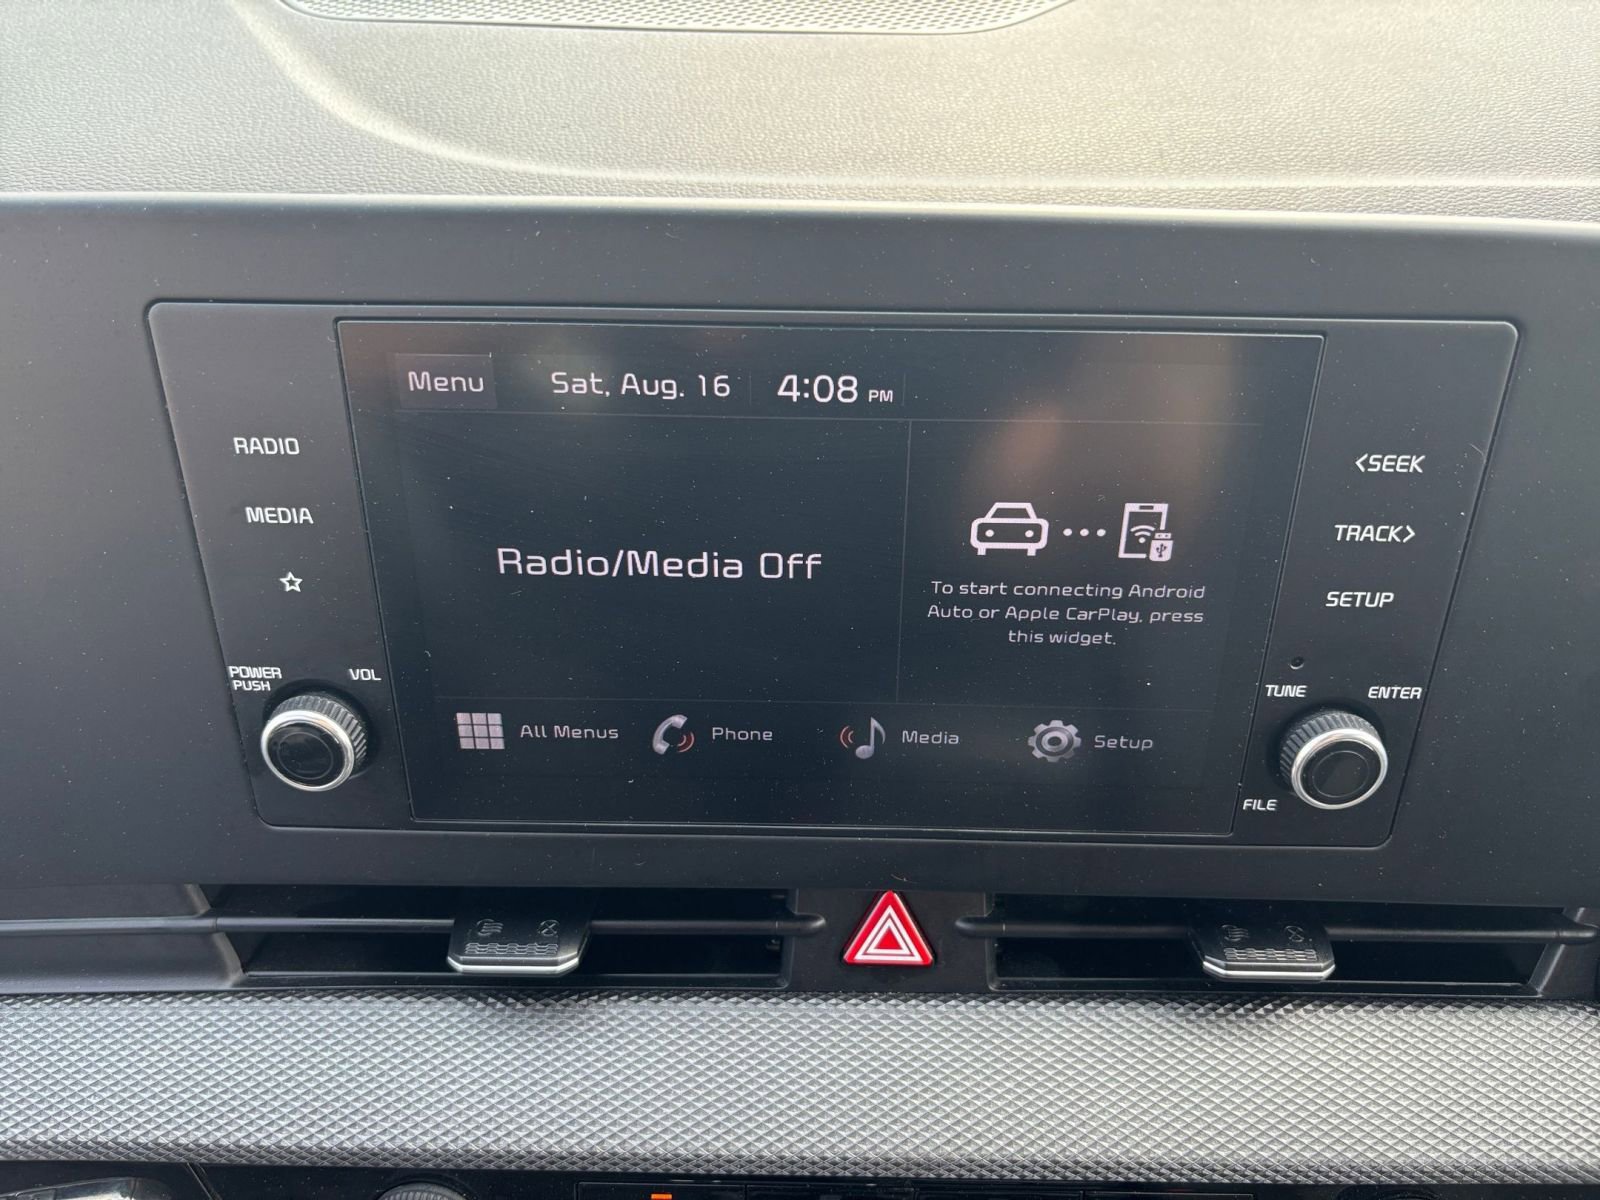 Menu Sat, Aug. 16 4:08 PM
RADIO
MEDIA
POWER
PUSH
VOL
Radio/Media Off
To start connecting Android
Auto or Apple CarPlay, press
this widget.
All Menus Phone Media Setup
<SEEK
TRACK>
SETUP
TUNE
ENTER
FILE